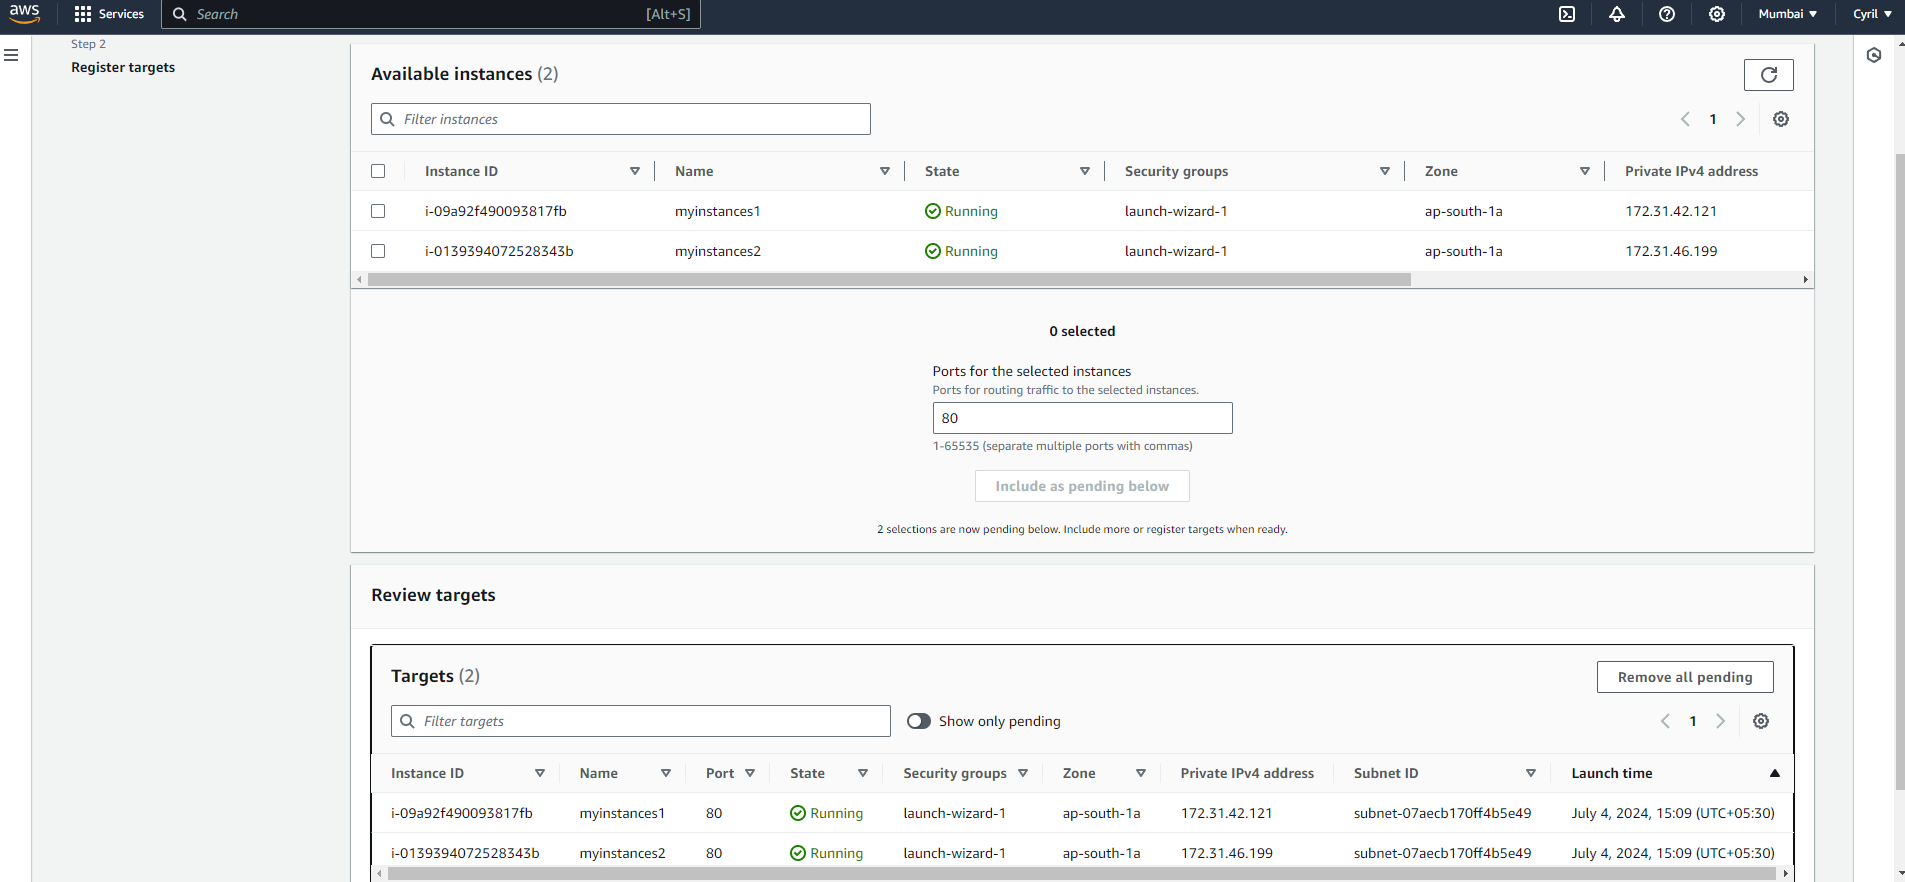 aws Services Search [Alt+S] Mumbai Cyril
Step 2
Register targets
Available instances (2)
Filter instances
1
Instance ID Name State Security groups Zone Private IPv4 address
i-09a92f490093817fb myinstances1 Running launch-wizard-1 ap-south-1a 172.31.42.121
i-0139394072528343b myinstances2 Running launch-wizard-1 ap-south-1a 172.31.46.199
0 selected
Ports for the selected instances
Ports for routing traffic to the selected instances.
80
1-65535 (separate multiple ports with commas)
Include as pending below
2 selections are now pending below. Include more or register targets when ready.
Review targets
Targets (2)
Remove all pending
Filter targets Show only pending 1
Instance ID Name Port State Security groups Zone Private IPv4 address Subnet ID Launch time
i-09a92f490093817fb myinstances1 80 Running launch-wizard-1 ap-south-1a 172.31.42.121 subnet-07aecb170ff4b5e49 July 4, 2024, 15:09 (UTC+05:30)
i-0139394072528343b myinstances2 80 Running launch-wizard-1 ap-south-1a 172.31.46.199 subnet-07aecb170ff4b5e49 July 4, 2024, 15:09 (UTC+05:30)